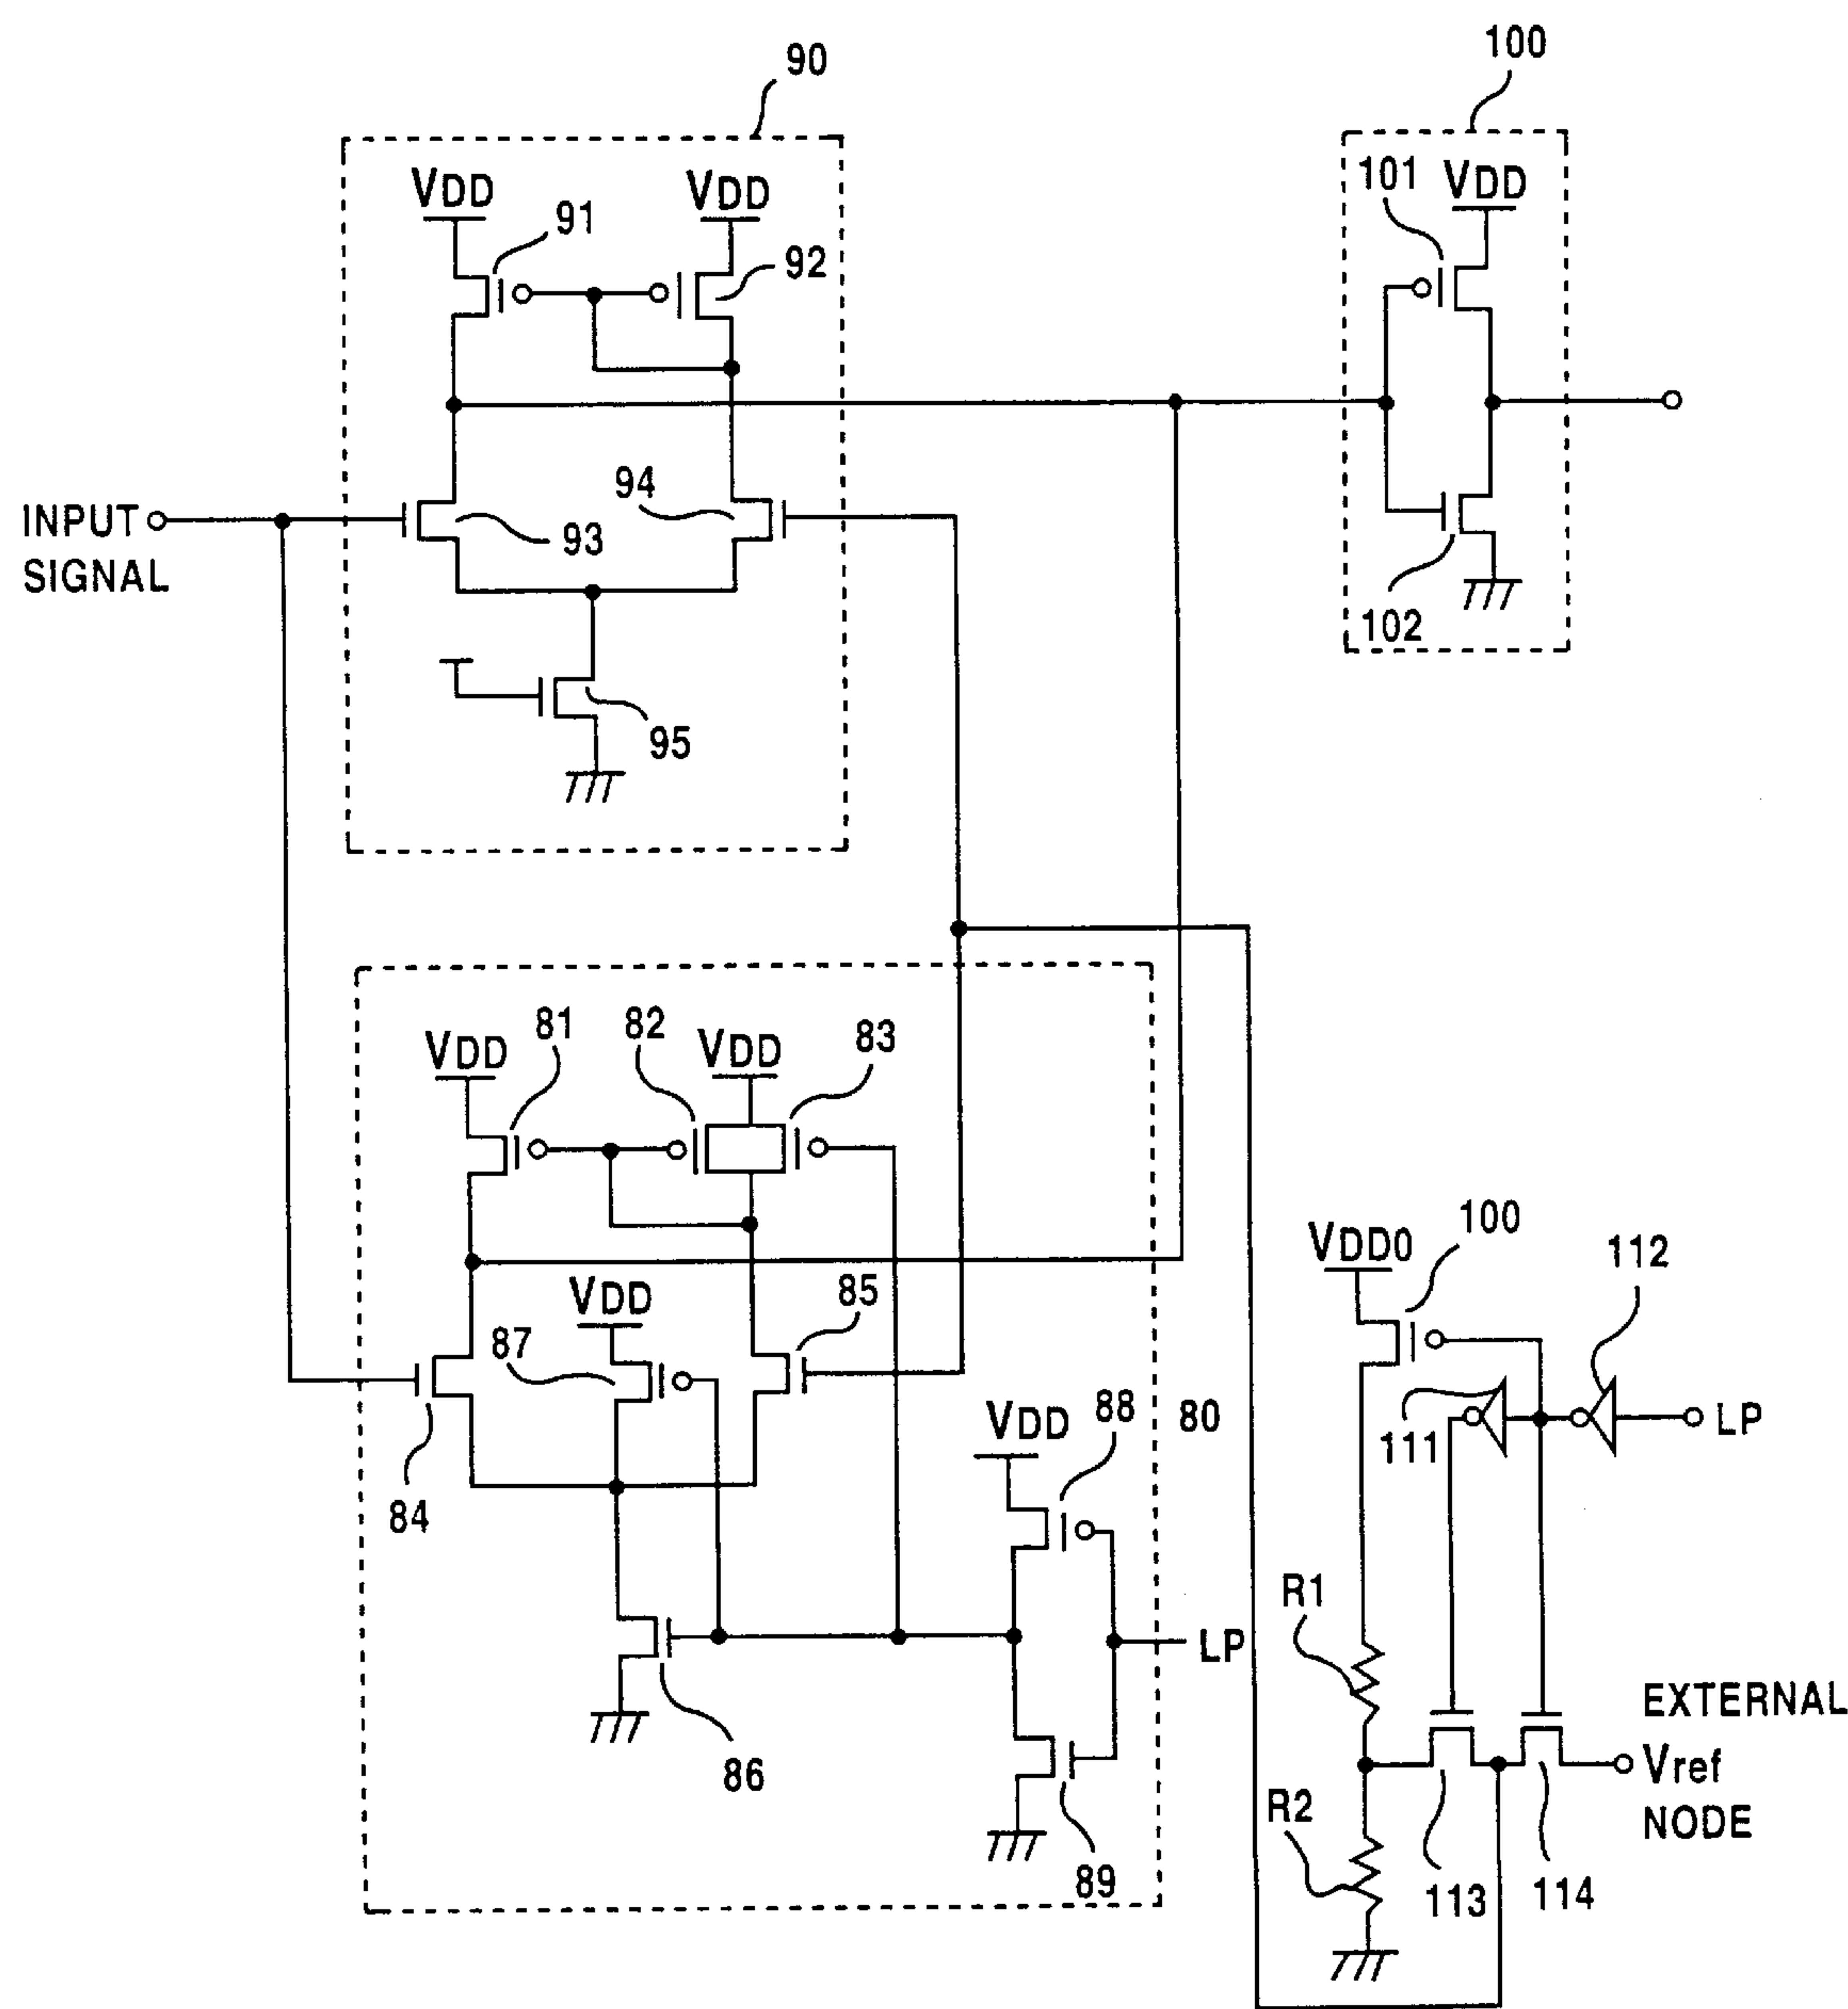 90
100
VDD
VDD
91
92
101
VDD
94
INPUT
SIGNAL
93
102
95
81
82
VDD
83
VDD
VDD
87
85
84
VDD
88
80
LP
86
89
VDD0
100
112
111
LP
R1
R2
EXTERNAL
Vref
NODE
113
114